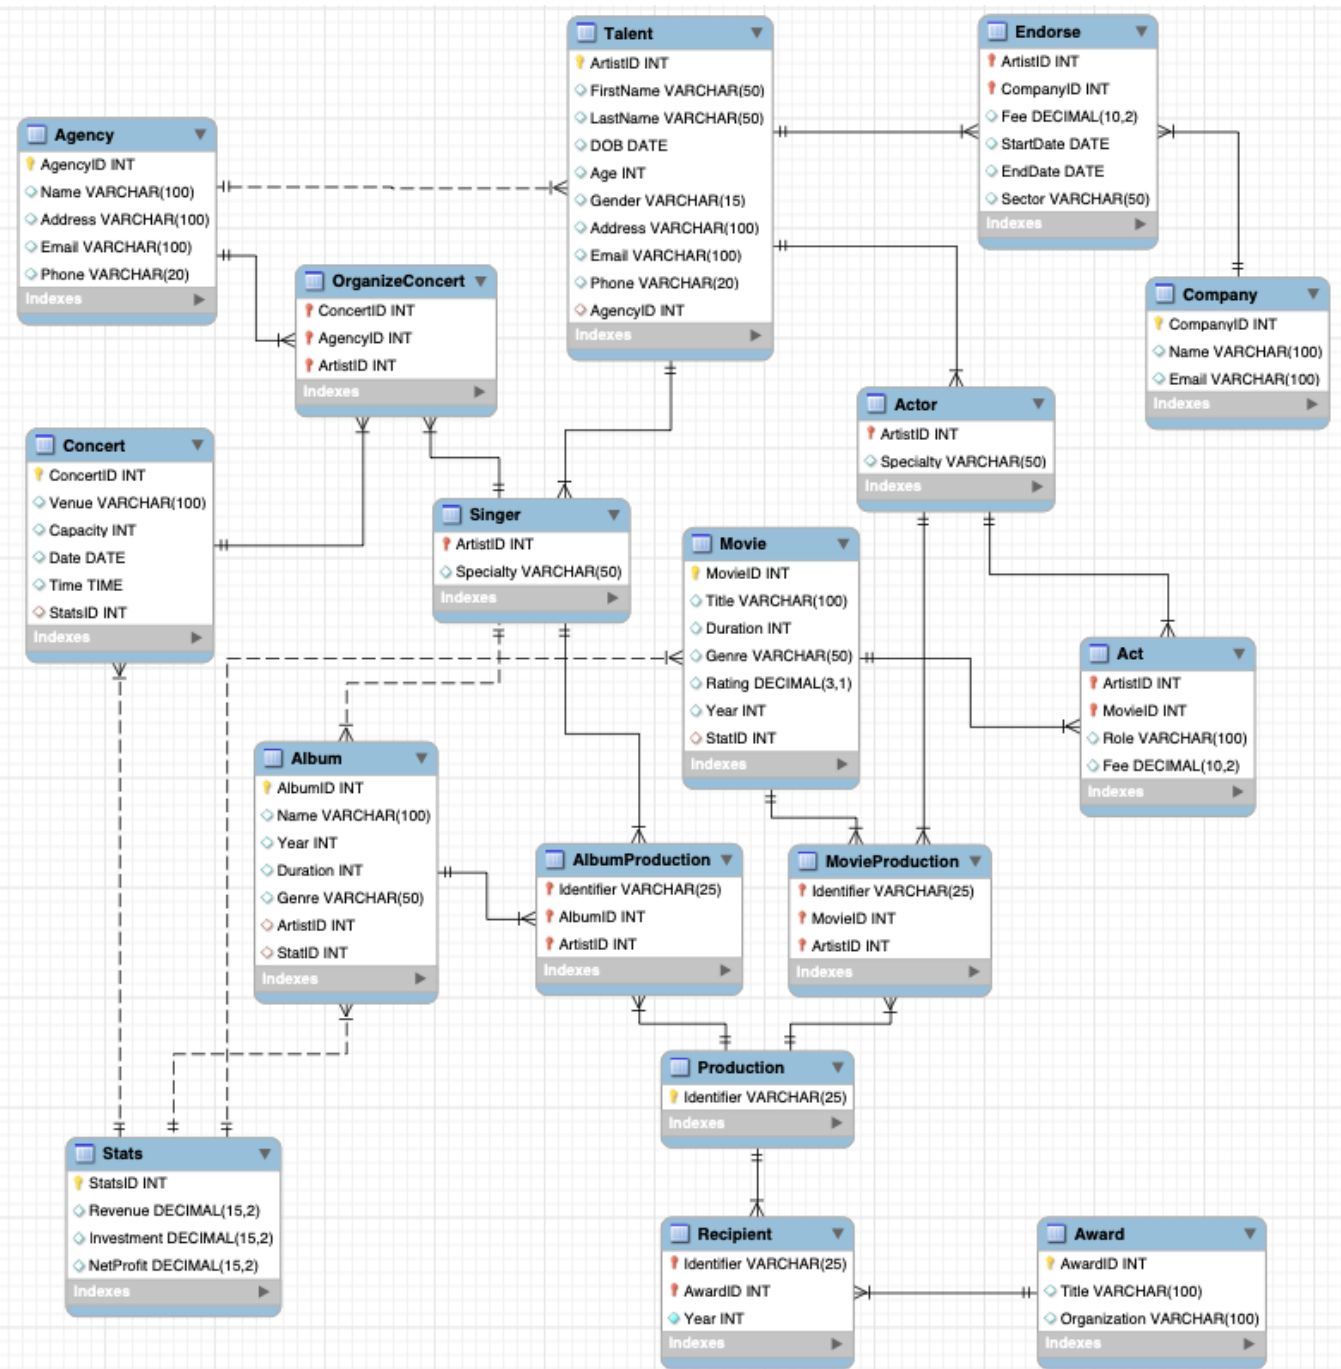 Talent
ArtistID INT
FirstName VARCHAR(50)
LastName VARCHAR(50)
DOB DATE
Age INT
Gender VARCHAR(15)
Address VARCHAR(100)
Email VARCHAR(100)
Phone VARCHAR(20)
AgencyID INT
Indexes
Endorse
ArtistID INT
CompanyID INT
Fee DECIMAL(10,2)
StartDate DATE
EndDate DATE
Sector VARCHAR(50)
Indexes
Agency
AgencyID INT
Name VARCHAR(100)
Address VARCHAR(100)
Email VARCHAR(100)
Phone VARCHAR(20)
Indexes
OrganizeConcert
ConcertID INT
AgencyID INT
ArtistID INT
Indexes
Company
CompanyID INT
Name VARCHAR(100)
Email VARCHAR(100)
Indexes
Actor
ArtistID INT
Specialty VARCHAR(50)
Indexes
Concert
ConcertID INT
Venue VARCHAR(100)
Capacity INT
Date DATE
Time TIME
StatsID INT
Indexes
Singer
ArtistID INT
Specialty VARCHAR(50)
Indexes
Movie
MovieID INT
Title VARCHAR(100)
Duration INT
Genre VARCHAR(50)
Rating DECIMAL(3,1)
Year INT
StatID INT
Indexes
Act
ArtistID INT
MovieID INT
Role VARCHAR(100)
Fee DECIMAL(10,2)
Indexes
Album
AlbumID INT
Name VARCHAR(100)
Year INT
Duration INT
Genre VARCHAR(50)
ArtistID INT
StatID INT
Indexes
AlbumProduction
Identifier VARCHAR(25)
AlbumID INT
ArtistID INT
Indexes
MovieProduction
Identifier VARCHAR(25)
MovieID INT
ArtistID INT
Indexes
Production
Identifier VARCHAR(25)
Indexes
Stats
StatsID INT
Revenue DECIMAL(15,2)
Investment DECIMAL(15,2)
NetProfit DECIMAL(15,2)
Indexes
Recipient
Identifier VARCHAR(25)
AwardID INT
Year INT
Indexes
Award
AwardID INT
Title VARCHAR(100)
Organization VARCHAR(100)
Indexes